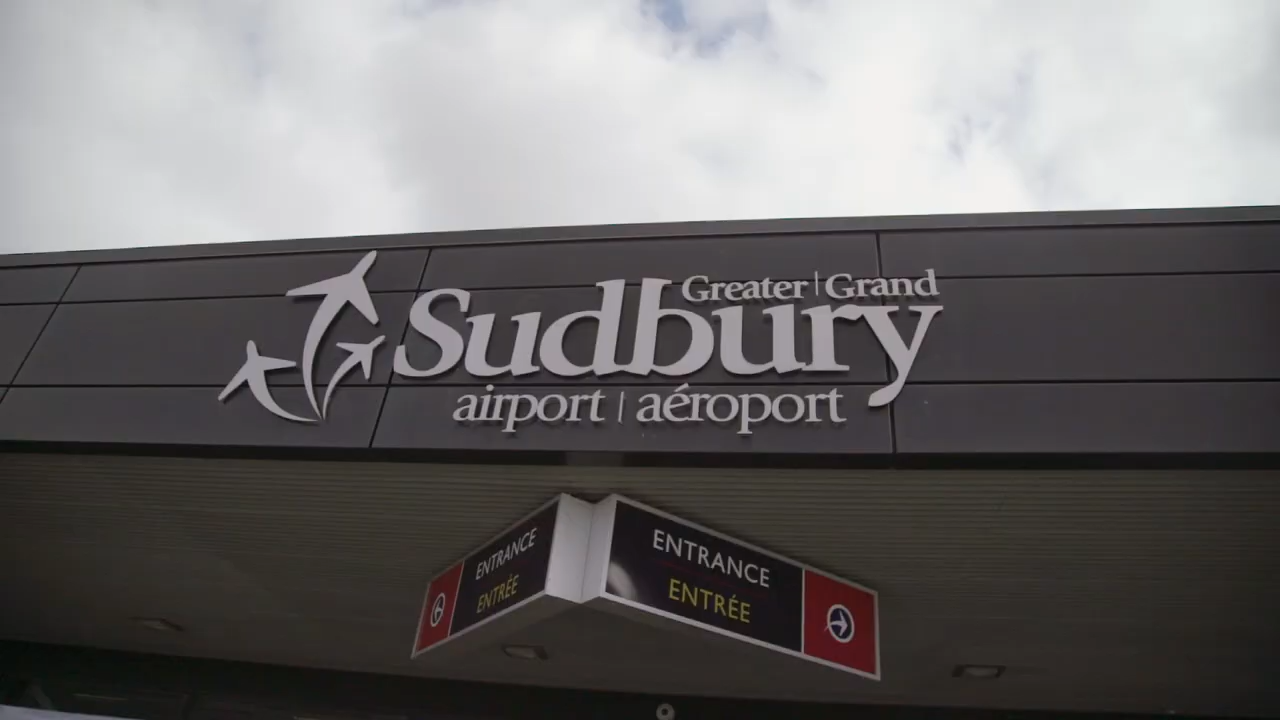 Greater | Grand
Sudbury
airport | aéroport
ENTRANCE
ENTRÉE
ENTRANCE
ENTRÉE